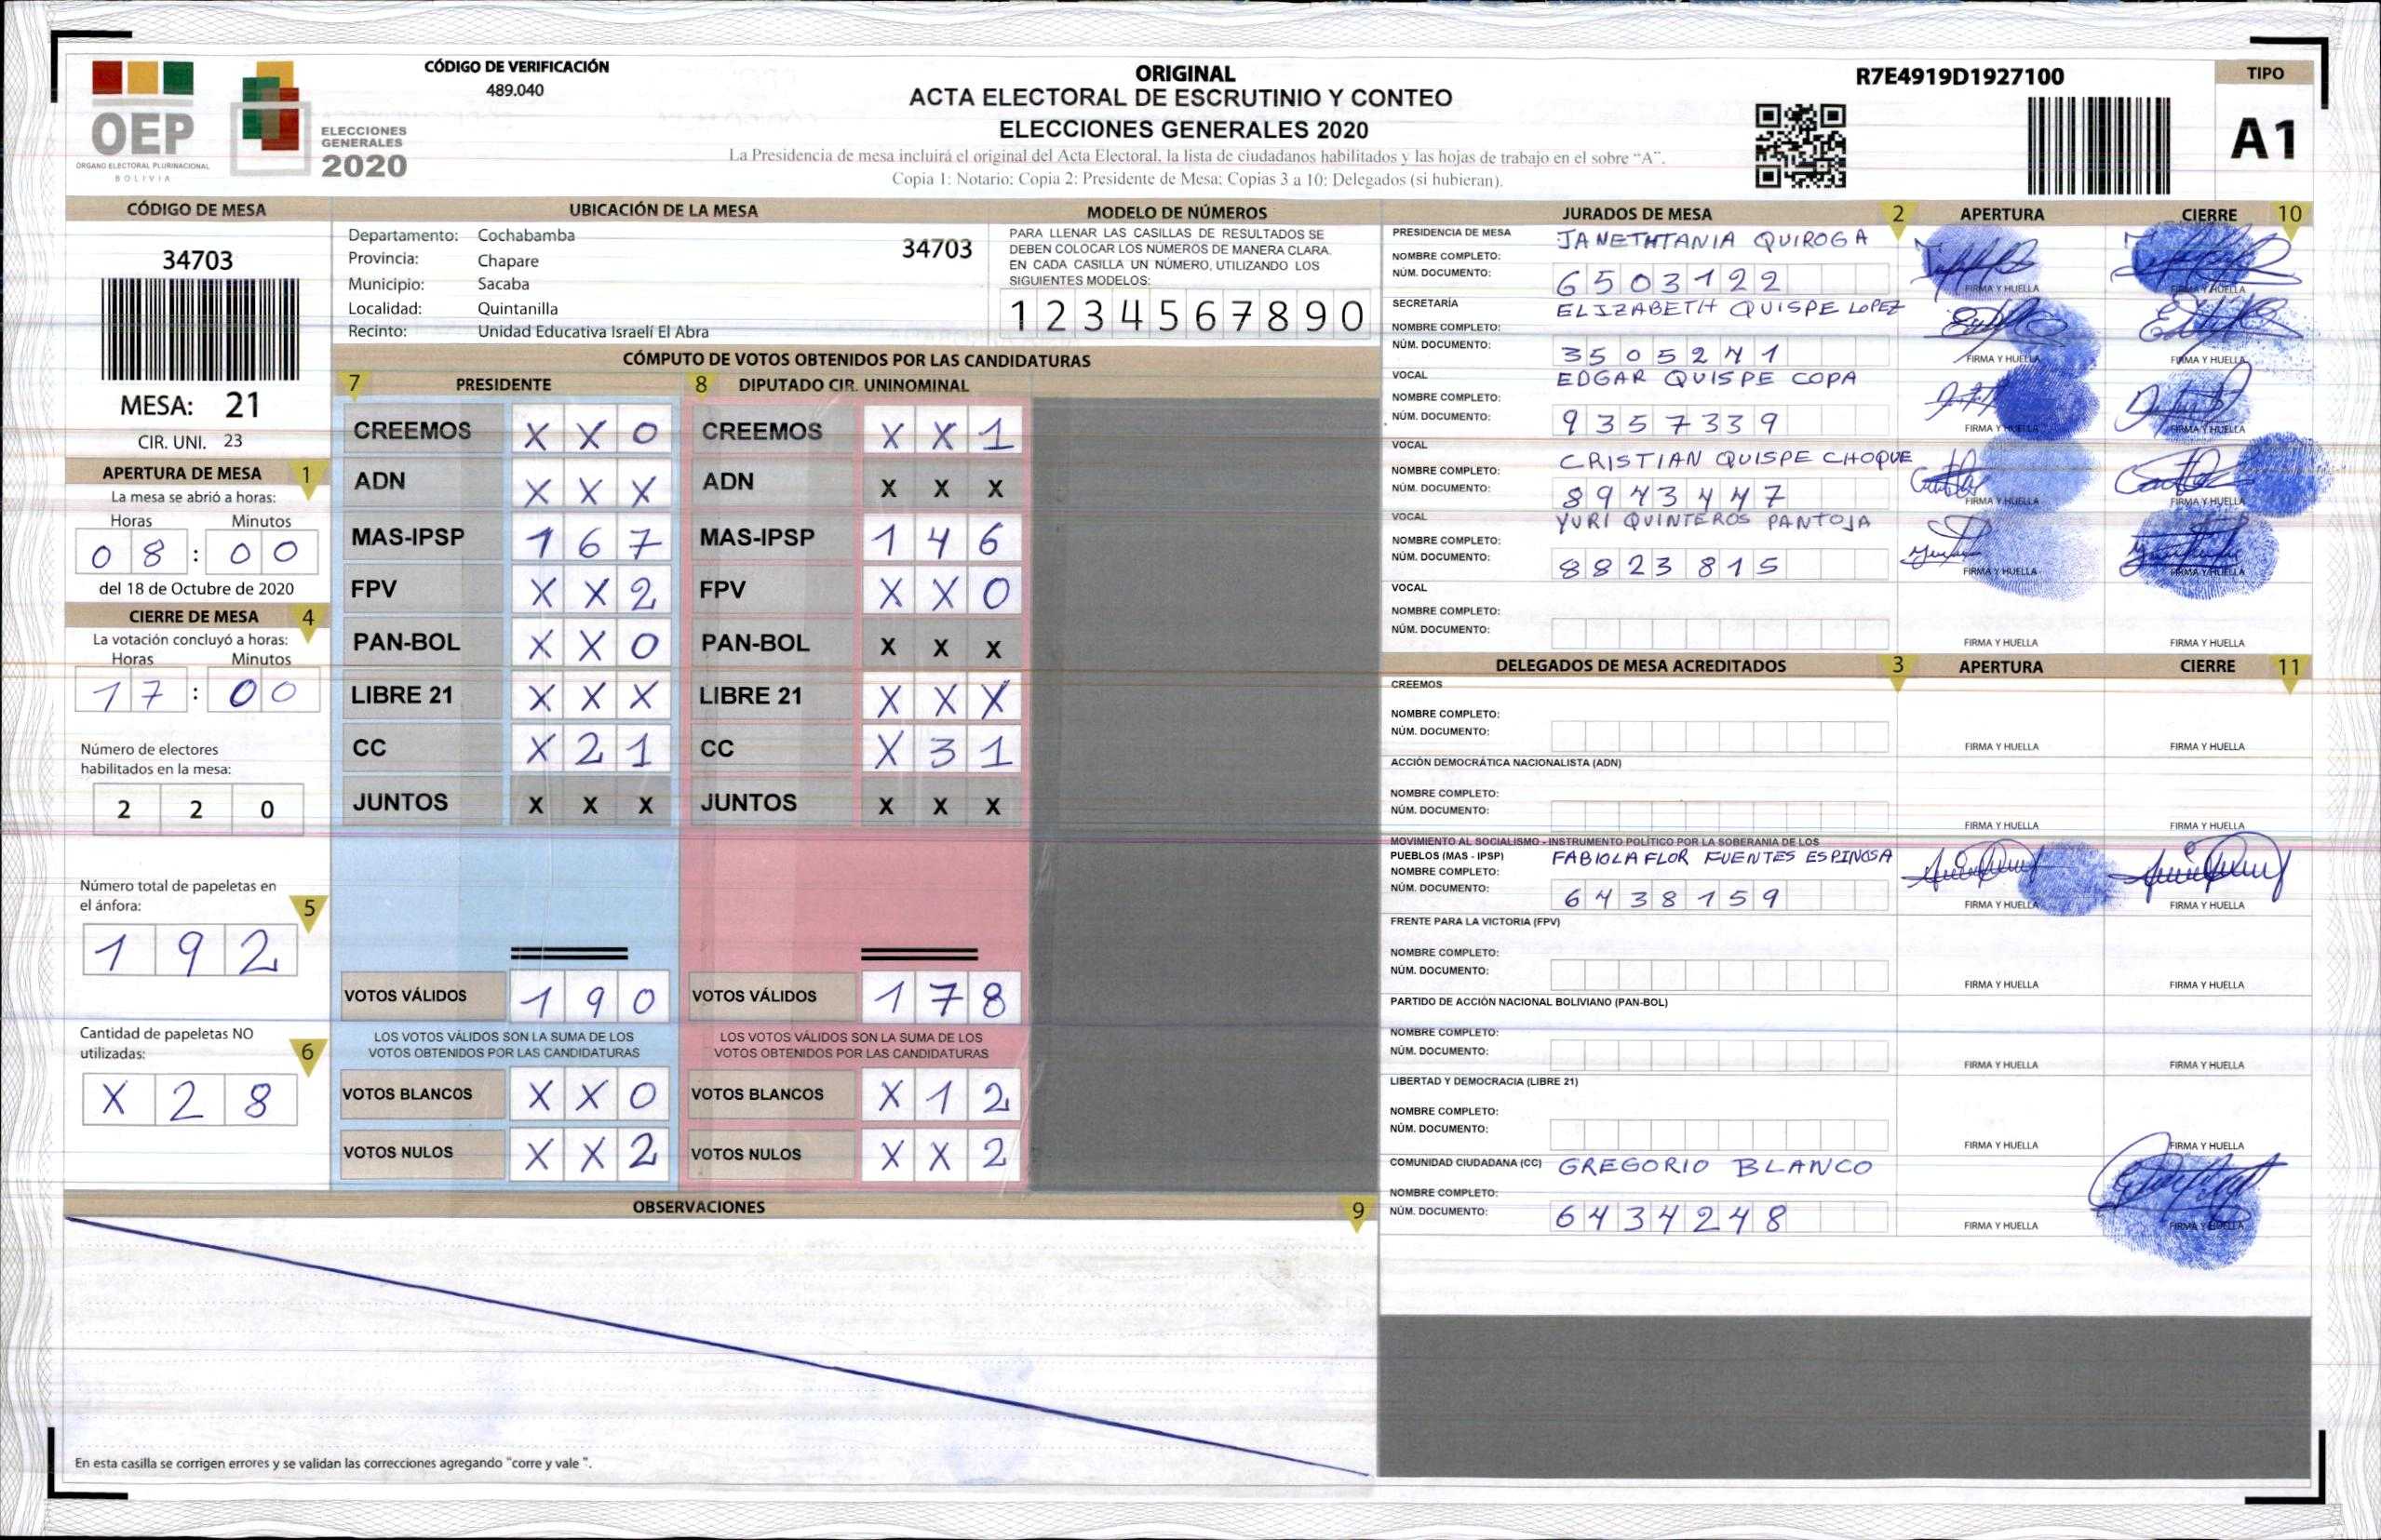 CÓDIGO DE VERIFICACIÓN
489.040
OEP
ORGANO ELECTORAL PLURINACIONAL
BOLIVIA
ELECCIONES
GENERALES
2020
ORIGINAL
ACTA ELECTORAL DE ESCRUTINIO Y CONTEO
ELECCIONES GENERALES 2020
La Presidencia de mesa incluirá el original del Acta Electoral, la lista de ciudadanos habilitados y las hojas de trabajo en el sobre “A”.
Copia 1: Notario; Copia 2: Presidente de Mesa; Copias 3 a 10: Delegados (si hubieran).
R7E4919D1927100
TIPO
A1
CÓDIGO DE MESA
34703
MESA: 21
CIR. UNI. 23
APERTURA DE MESA 1
La mesa se abrió a horas:
Horas Minutos
08 : 00
del 18 de Octubre de 2020
CIERRE DE MESA 4
La votación concluyó a horas:
Horas Minutos
17 : 00
Número de electores
habilitados en la mesa:
2 2 0
Número total de papeletas en
el ánfora: 5
1 9 2
Cantidad de papeletas NO
utilizadas: 6
X 2 8
UBICACIÓN DE LA MESA
Departamento: Cochabamba 34703
Provincia: Chapare
Municipio: Sacaba
Localidad: Quintanilla
Recinto: Unidad Educativa Israelí El Abra
MODELO DE NÚMEROS
PARA LLENAR LAS CASILLAS DE RESULTADOS SE
DEBEN COLOCAR LOS NÚMEROS DE MANERA CLARA.
EN CADA CASILLA UN NÚMERO, UTILIZANDO LOS
SIGUIENTES MODELOS:
1 2 3 4 5 6 7 8 9 0
CÓMPUTO DE VOTOS OBTENIDOS POR LAS CANDIDATURAS
7 PRESIDENTE 8 DIPUTADO CIR. UNINOMINAL
CREEMOS X X 0 CREEMOS X X 1
ADN X X X ADN X X X
MAS-IPSP 1 6 7 MAS-IPSP 1 4 6
FPV X X 2 FPV X X 0
PAN-BOL X X 0 PAN-BOL X X X
LIBRE 21 X X X LIBRE 21 X X X
CC X 2 1 CC X 3 1
JUNTOS X X X JUNTOS X X X
VOTOS VÁLIDOS 1 9 0 VOTOS VÁLIDOS 1 7 8
LOS VOTOS VÁLIDOS SON LA SUMA DE LOS LOS VOTOS VÁLIDOS SON LA SUMA DE LOS
VOTOS OBTENIDOS POR LAS CANDIDATURAS VOTOS OBTENIDOS POR LAS CANDIDATURAS
VOTOS BLANCOS X X 0 VOTOS BLANCOS X 1 2
VOTOS NULOS X X 2 VOTOS NULOS X X 2
OBSERVACIONES 9
En esta casilla se corrigen errores y se validan las correcciones agregando "corre y vale ".
JURADOS DE MESA 2 APERTURA CIERRE 10
PRESIDENCIA DE MESA JANETHTANIA QUIROGA
NOMBRE COMPLETO:
NÚM. DOCUMENTO: 6503122 FIRMA Y HUELLA FIRMA Y HUELLA
SECRETARÍA ELIZABETH QUISPE LOPEZ
NOMBRE COMPLETO:
NÚM. DOCUMENTO: 3505241 FIRMA Y HUELLA FIRMA Y HUELLA
VOCAL EDGAR QUISPE COPA
NOMBRE COMPLETO:
NÚM. DOCUMENTO: 9357339 FIRMA Y HUELLA FIRMA Y HUELLA
VOCAL CRISTIAN QUISPE CHOQUE
NOMBRE COMPLETO:
NÚM. DOCUMENTO: 8943447 FIRMA Y HUELLA FIRMA Y HUELLA
VOCAL YURI QUINTEROS PANTOJA
NOMBRE COMPLETO:
NÚM. DOCUMENTO: 8823815 FIRMA Y HUELLA FIRMA Y HUELLA
VOCAL
NOMBRE COMPLETO:
NÚM. DOCUMENTO: FIRMA Y HUELLA FIRMA Y HUELLA
DELEGADOS DE MESA ACREDITADOS 3 APERTURA CIERRE 11
CREEMOS
NOMBRE COMPLETO:
NÚM. DOCUMENTO: FIRMA Y HUELLA FIRMA Y HUELLA
ACCIÓN DEMOCRÁTICA NACIONALISTA (ADN)
NOMBRE COMPLETO:
NÚM. DOCUMENTO: FIRMA Y HUELLA FIRMA Y HUELLA
MOVIMIENTO AL SOCIALISMO - INSTRUMENTO POLÍTICO POR LA SOBERANIA DE LOS
PUEBLOS (MAS - IPSP) FABIOLA FLOR FUENTES ESPINOSA
NOMBRE COMPLETO:
NÚM. DOCUMENTO: 6438159 FIRMA Y HUELLA FIRMA Y HUELLA
FRENTE PARA LA VICTORIA (FPV)
NOMBRE COMPLETO:
NÚM. DOCUMENTO: FIRMA Y HUELLA FIRMA Y HUELLA
PARTIDO DE ACCIÓN NACIONAL BOLIVIANO (PAN-BOL)
NOMBRE COMPLETO:
NÚM. DOCUMENTO: FIRMA Y HUELLA FIRMA Y HUELLA
LIBERTAD Y DEMOCRACIA (LIBRE 21)
NOMBRE COMPLETO:
NÚM. DOCUMENTO: FIRMA Y HUELLA FIRMA Y HUELLA
COMUNIDAD CIUDADANA (CC) GREGORIO BLANCO
NOMBRE COMPLETO:
NÚM. DOCUMENTO: 6434248 FIRMA Y HUELLA FIRMA Y HUELLA